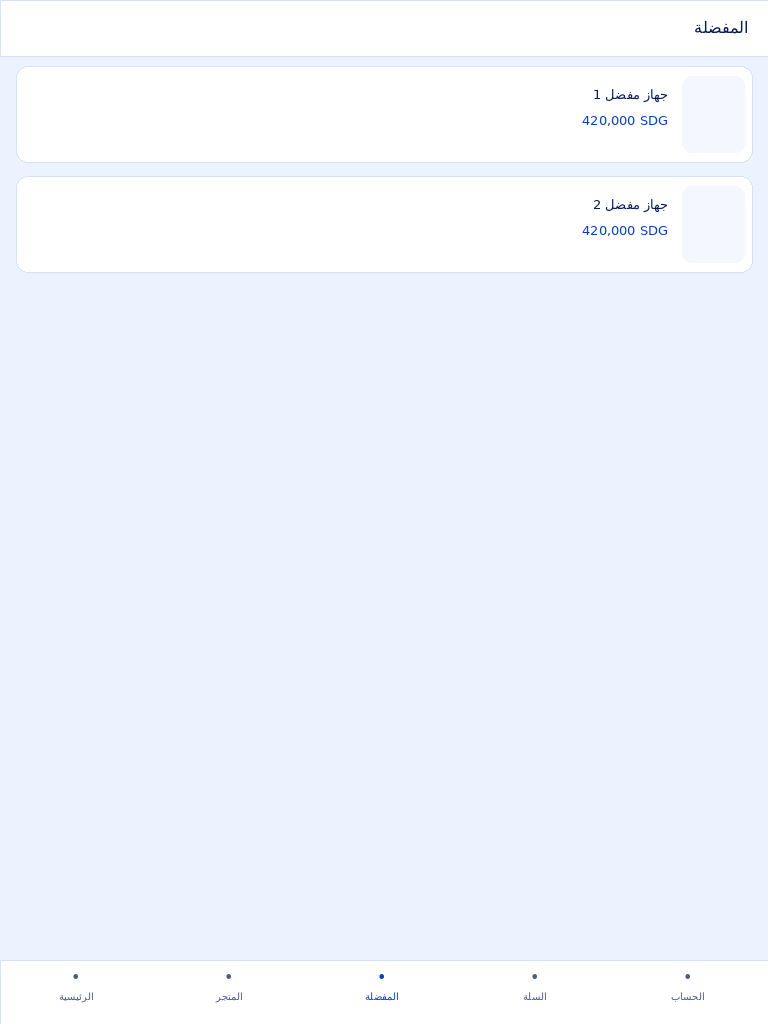 المفضلة
جهاز مفضل 1
420,000 SDG
جهاز مفضل 2
420,000 SDG
الحساب
السلة
المفضلة
المتجر
الرئيسية